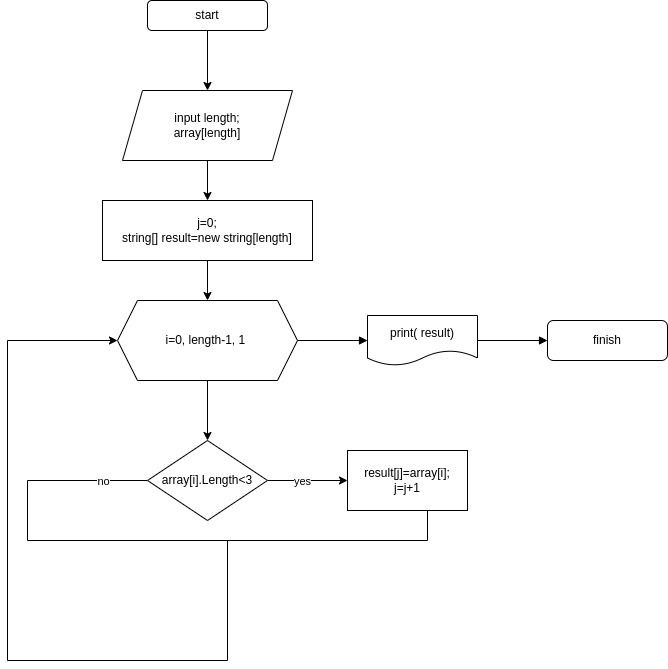 start
input length;
array[length]
j=0;
string[] result=new string[length]
i=0, length-1, 1
print( result)
finish
array[i].Length<3
no
yes
result[j]=array[i];
j=j+1